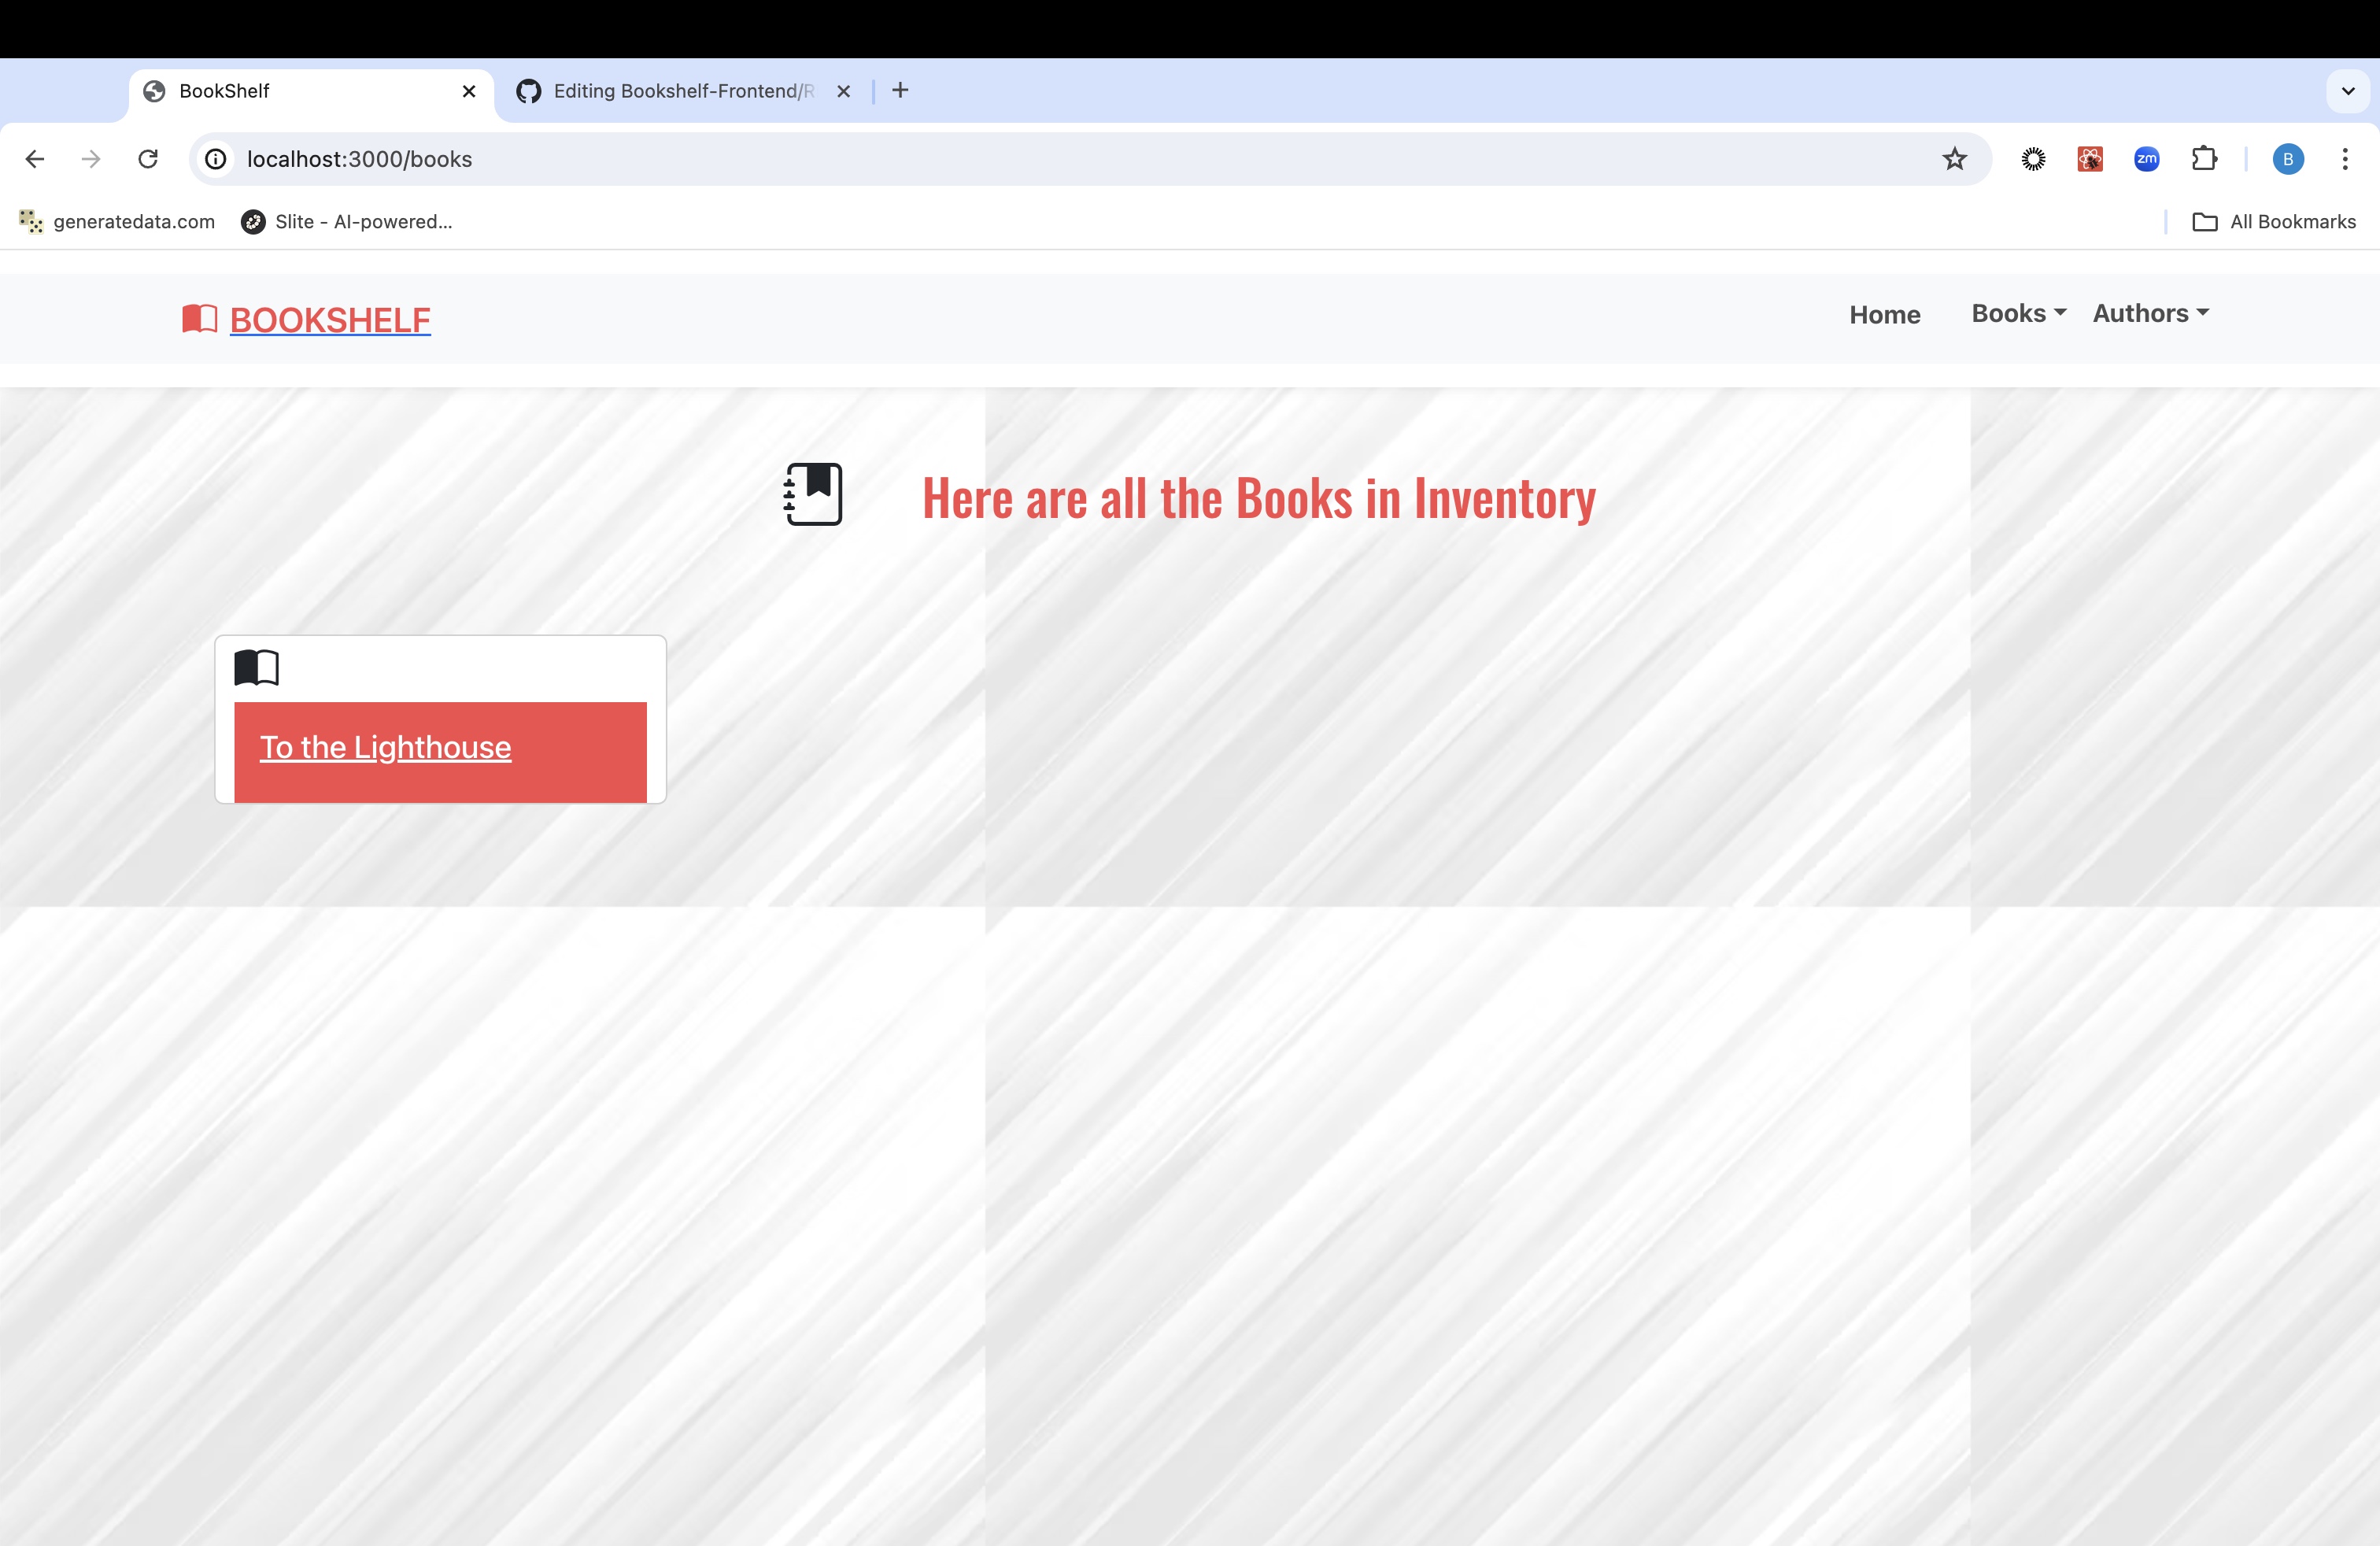 BookShelf
Editing Bookshelf-Frontend/R
localhost:3000/books
zm
B
generatedata.com
Slite - AI-powered...
All Bookmarks
BOOKSHELF
Home
Books
Authors
Here are all the Books in Inventory
To the Lighthouse